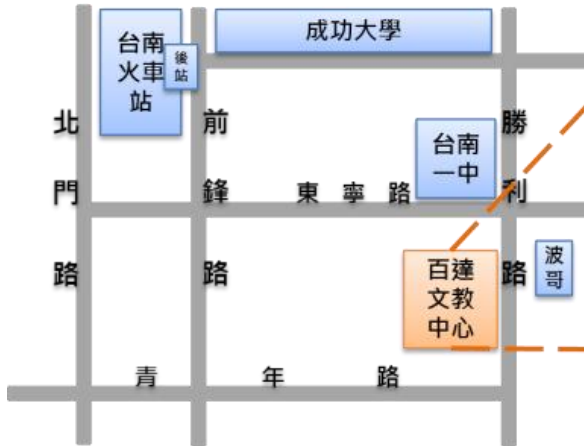 台南
火車
站
後
站
成功大學
北門路
前鋒路
勝利路
台南
一中
東寧路
百達
文教
中心
波
哥
青年路